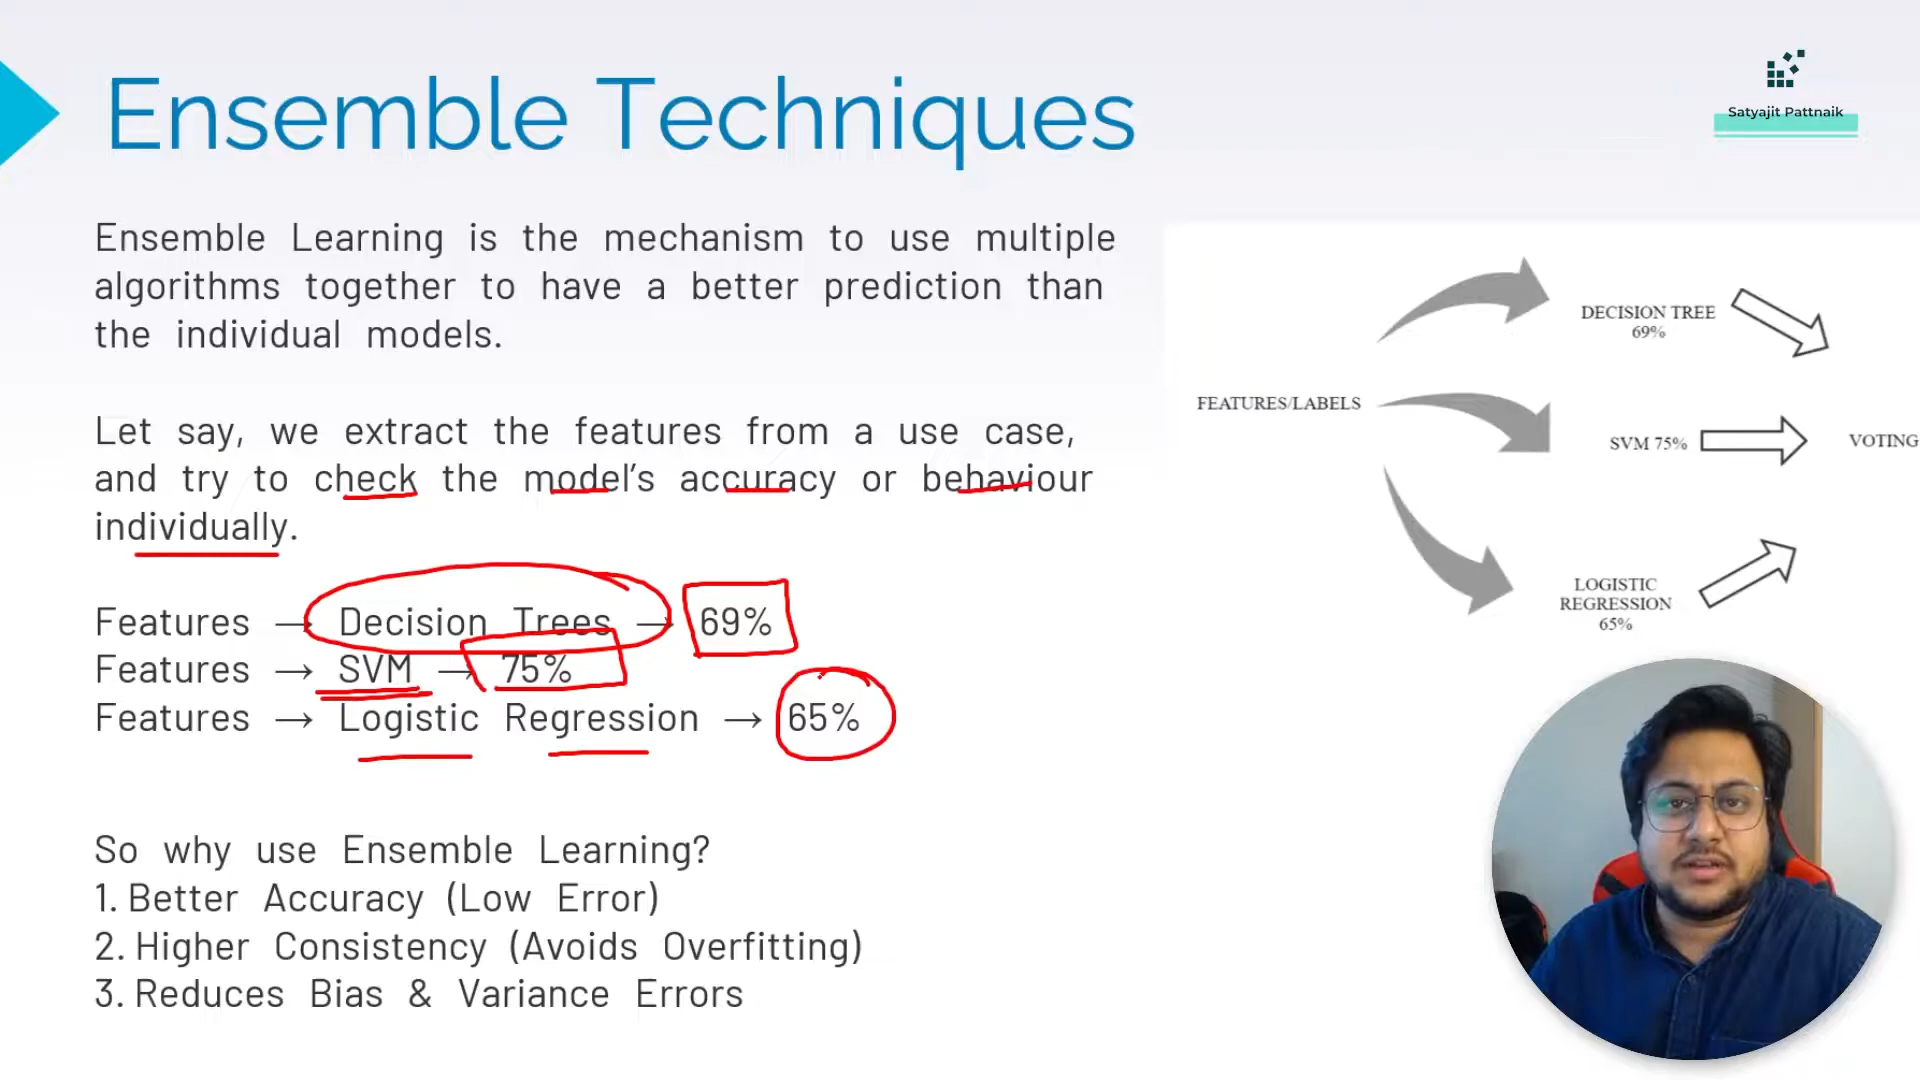 Ensemble Techniques
Satyajit Pattnaik
Ensemble Learning is the mechanism to use multiple
algorithms together to have a better prediction than
the individual models.
Let say, we extract the features from a use case,
and try to check the model's accuracy or behaviour
individually.
Features → Decision Trees → 69%
Features → SVM → 75%
Features → Logistic Regression → 65%
So why use Ensemble Learning?
1. Better Accuracy (Low Error)
2. Higher Consistency (Avoids Overfitting)
3. Reduces Bias & Variance Errors
FEATURES/LABELS
DECISION TREE
69%
SVM 75%
VOTING
LOGISTIC
REGRESSION
65%